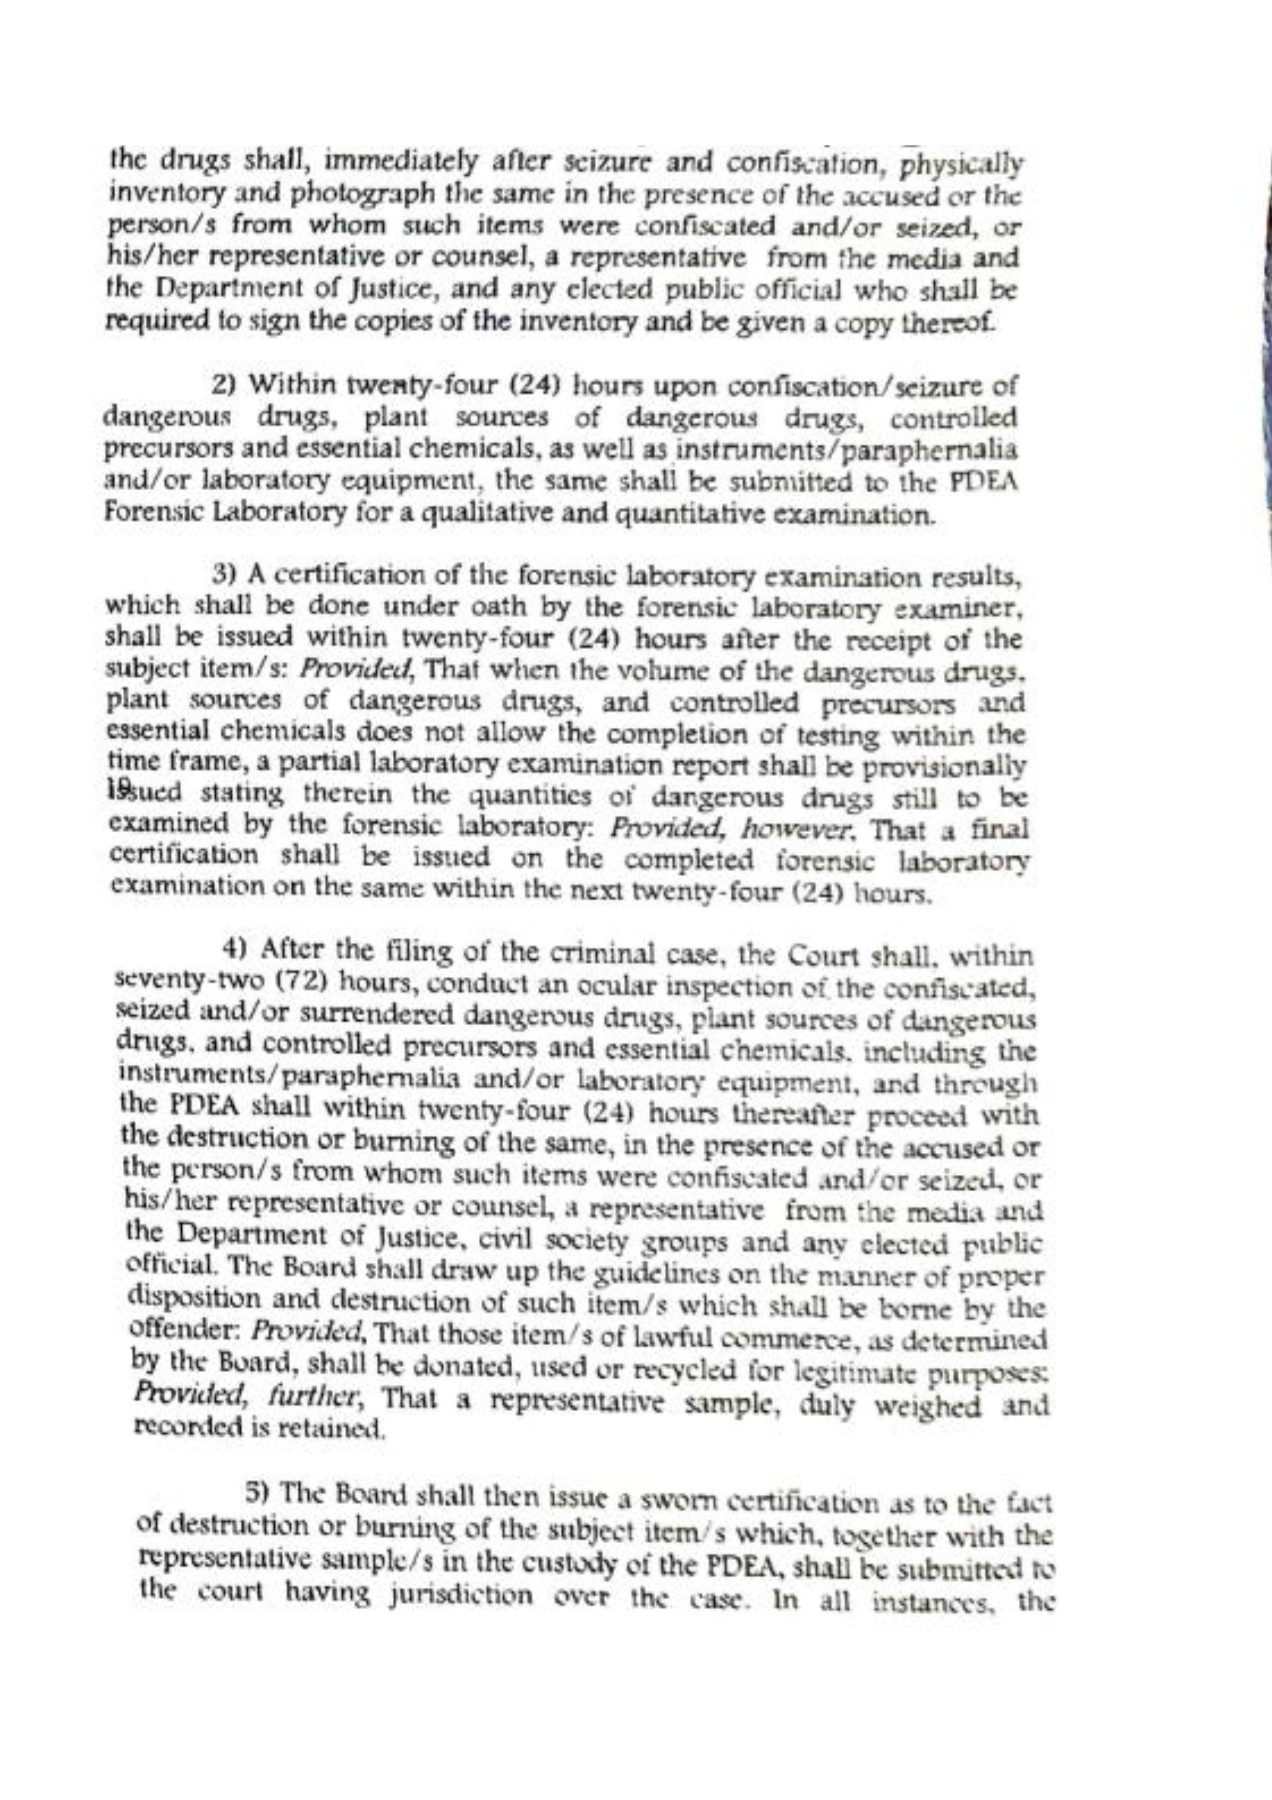 the drugs shall, immediately after seizure and confiscation, physically
inventory and photograph the same in the presence of the accused or the
person/s from whom such items were confiscated and/or seized, or
his/her representative or counsel, a representative from the media and
the Department of Justice, and any elected public official who shall be
required to sign the copies of the inventory and be given a copy thereof.
2) Within twenty-four (24) hours upon confiscation/seizure of
dangerous drugs, plant sources of dangerous drugs, controlled
precursors and essential chemicals, as well as instruments/paraphernalia
and/or laboratory equipment, the same shall be submitted to the PDEA
Forensic Laboratory for a qualitative and quantitative examination.
3) A certification of the forensic laboratory examination results,
which shall be done under oath by the forensic laboratory examiner,
shall be issued within twenty-four (24) hours after the receipt of the
subject item/s: Provided, That when the volume of the dangerous drugs,
plant sources of dangerous drugs, and controlled precursors and
essential chemicals does not allow the completion of testing within the
time frame, a partial laboratory examination report shall be provisionally
issued stating therein the quantities of dangerous drugs still to be
examined by the forensic laboratory: Provided, however, That a final
certification shall be issued on the completed forensic laboratory
examination on the same within the next twenty-four (24) hours.
4) After the filing of the criminal case, the Court shall, within
seventy-two (72) hours, conduct an ocular inspection of the confiscated,
seized and/or surrendered dangerous drugs, plant sources of dangerous
drugs, and controlled precursors and essential chemicals, including the
instruments/paraphernalia and/or laboratory equipment, and through
the PDEA shall within twenty-four (24) hours thereafter proceed with
the destruction or burning of the same, in the presence of the accused or
the person/s from whom such items were confiscated and/or seized, or
his/her representative or counsel, a representative from the media and
the Department of Justice, civil society groups and any elected public
official. The Board shall draw up the guidelines on the manner of proper
disposition and destruction of such item/s which shall be borne by the
offender: Provided, That those item/s of lawful commerce, as determined
by the Board, shall be donated, used or recycled for legitimate purposes:
Provided, further, That a representative sample, duly weighed and
recorded is retained.
5) The Board shall then issue a sworn certification as to the fact
of destruction or burning of the subject item/s which, together with the
representative sample/s in the custody of the PDEA, shall be submitted to
the court having jurisdiction over the case. In all instances, the